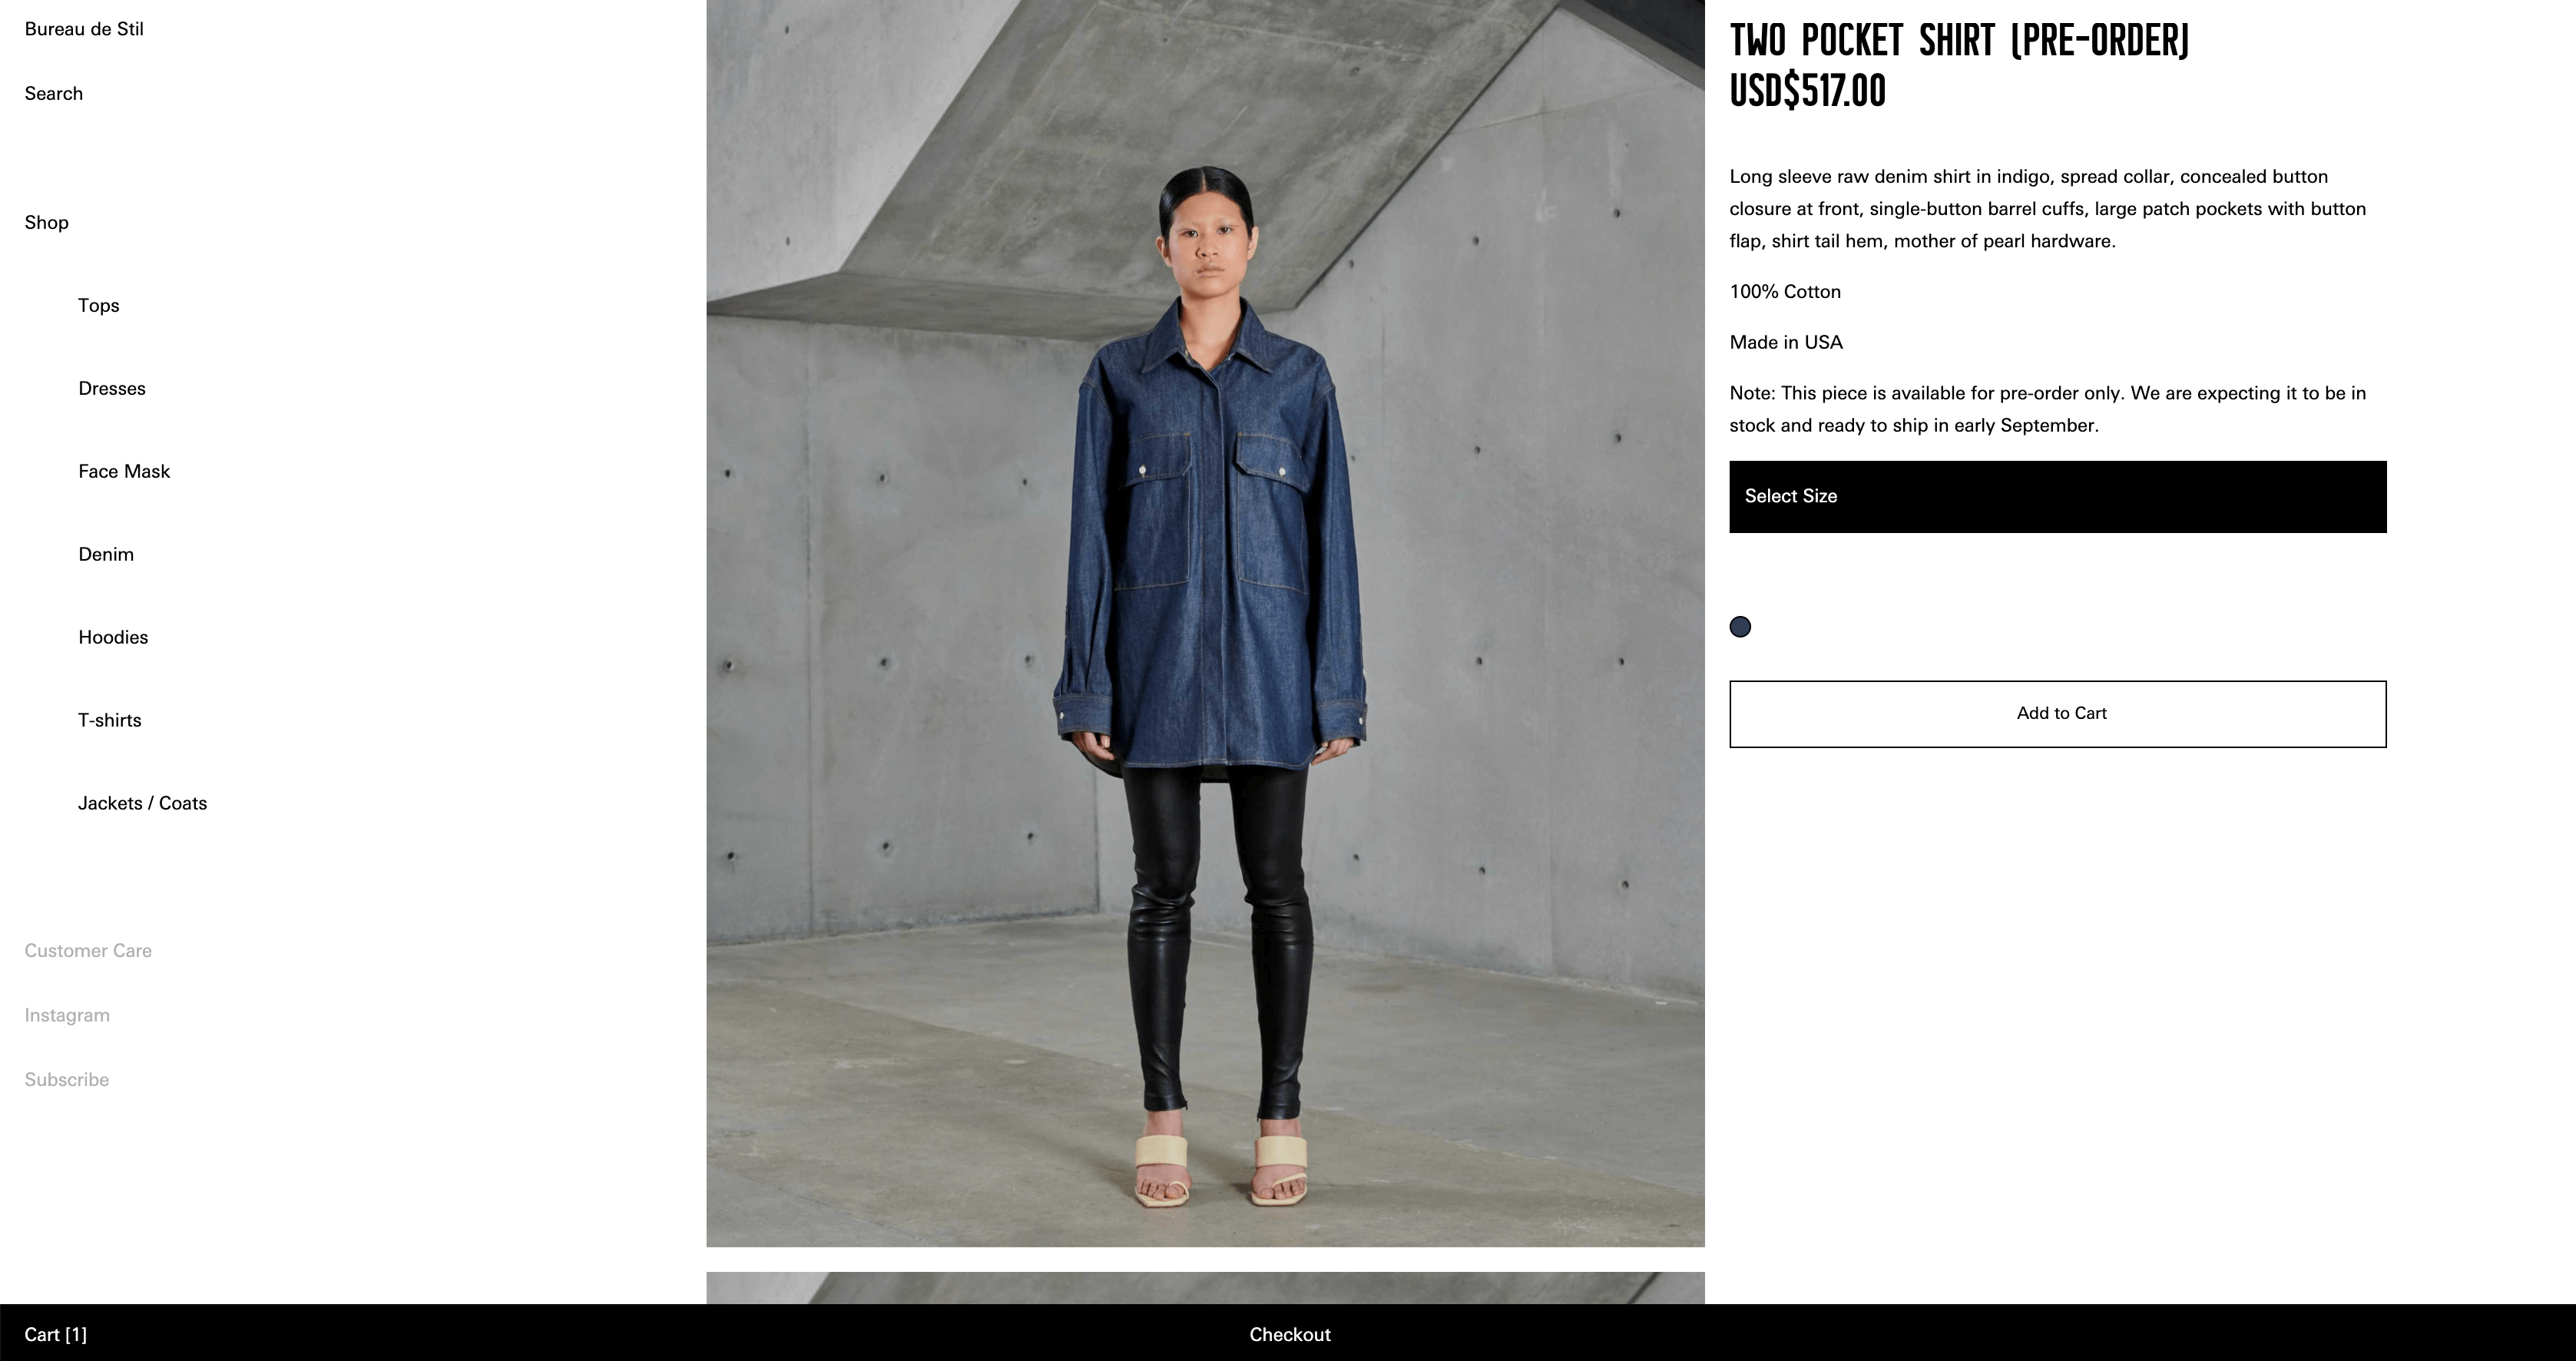 Bureau de Stil
Search
Shop
Tops
Dresses
Face Mask
Denim
Hoodies
T-shirts
Jackets / Coats
Customer Care
Instagram
Subscribe
TWO POCKET SHIRT (PRE-ORDER)
USD$517.00
Long sleeve raw denim shirt in indigo, spread collar, concealed button
closure at front, single-button barrel cuffs, large patch pockets with button
flap, shirt tail hem, mother of pearl hardware.
100% Cotton
Made in USA
Note: This piece is available for pre-order only. We are expecting it to be in
stock and ready to ship in early September.
Select Size
Add to Cart
Cart [1]
Checkout